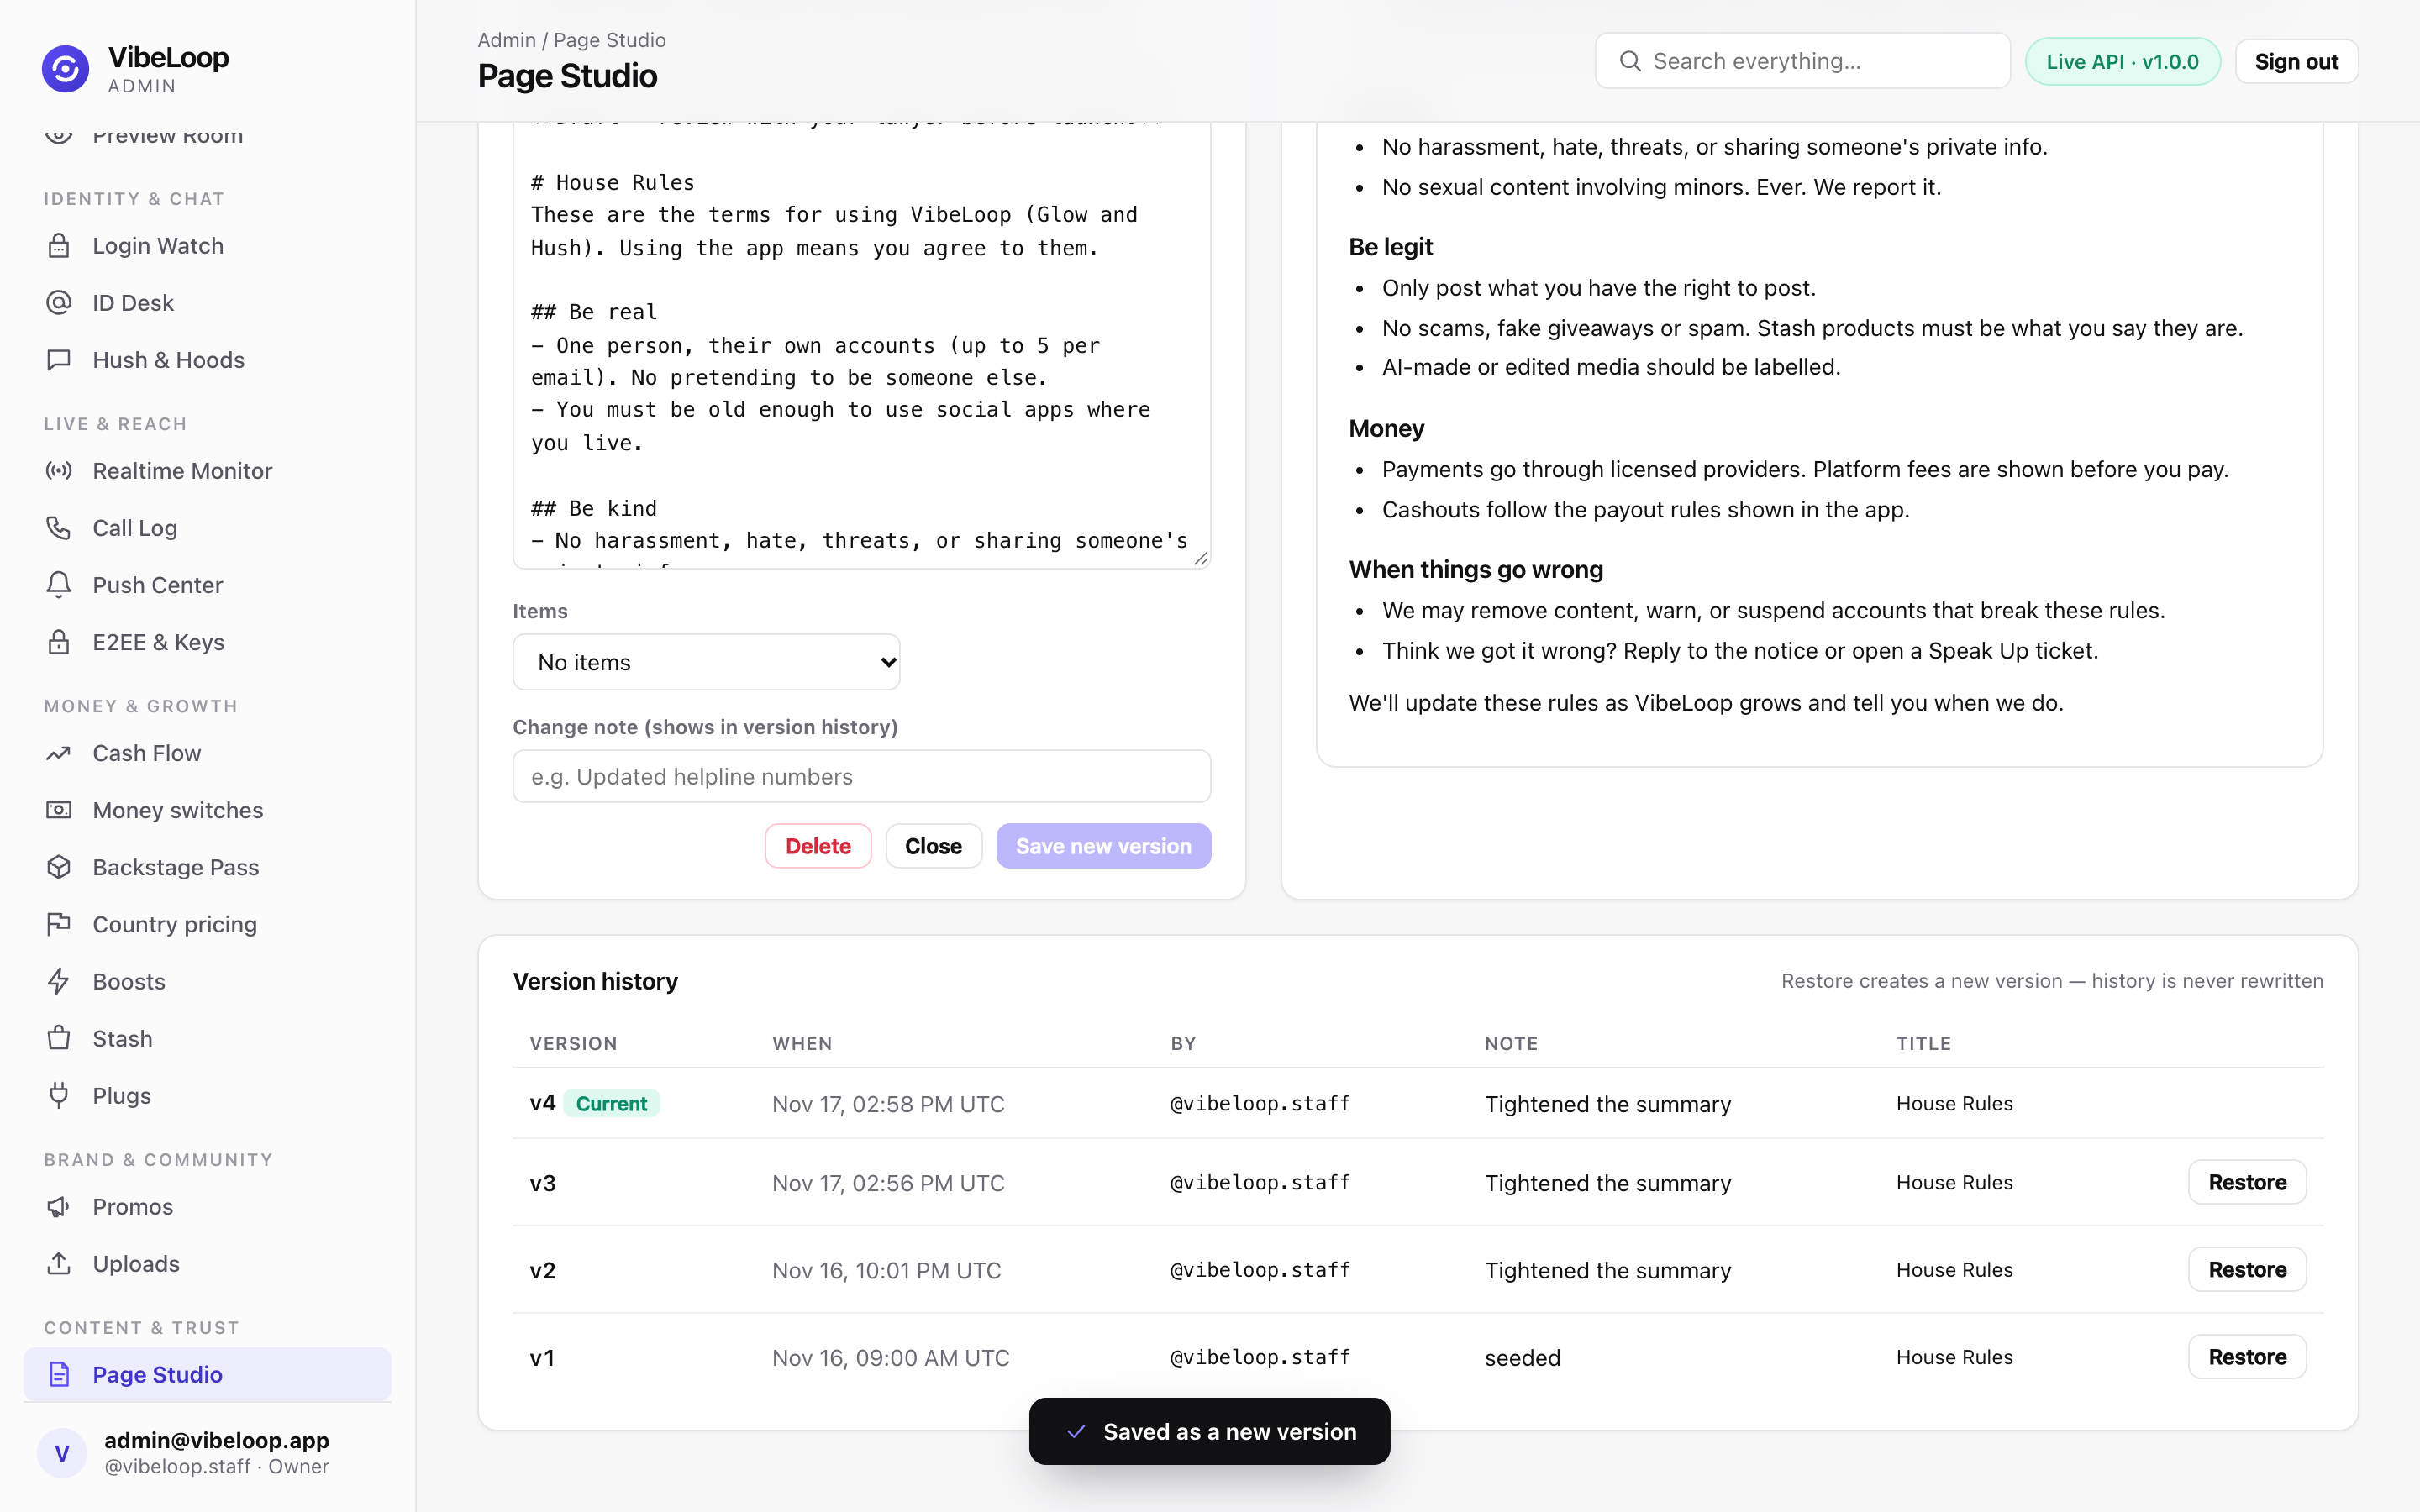 VibeLoop
ADMIN
Preview Room
IDENTITY & CHAT
Login Watch
ID Desk
Hush & Hoods
LIVE & REACH
Realtime Monitor
Call Log
Push Center
E2EE & Keys
MONEY & GROWTH
Cash Flow
Money switches
Backstage Pass
Country pricing
Boosts
Stash
Plugs
BRAND & COMMUNITY
Promos
Uploads
CONTENT & TRUST
Page Studio
V
admin@vibeloop.app
@vibeloop.staff · Owner
Admin / Page Studio
Page Studio
Search everything...
Live API · v1.0.0
Sign out
# House Rules
These are the terms for using VibeLoop (Glow and
Hush). Using the app means you agree to them.
## Be real
- One person, their own accounts (up to 5 per
email). No pretending to be someone else.
- You must be old enough to use social apps where
you live.
## Be kind
- No harassment, hate, threats, or sharing someone's
Items
No items
Change note (shows in version history)
e.g. Updated helpline numbers
Delete
Close
Save new version
• No harassment, hate, threats, or sharing someone's private info.
• No sexual content involving minors. Ever. We report it.
Be legit
• Only post what you have the right to post.
• No scams, fake giveaways or spam. Stash products must be what you say they are.
• AI-made or edited media should be labelled.
Money
• Payments go through licensed providers. Platform fees are shown before you pay.
• Cashouts follow the payout rules shown in the app.
When things go wrong
• We may remove content, warn, or suspend accounts that break these rules.
• Think we got it wrong? Reply to the notice or open a Speak Up ticket.
We'll update these rules as VibeLoop grows and tell you when we do.
Version history
Restore creates a new version — history is never rewritten
VERSION WHEN BY NOTE TITLE
v4 Current Nov 17, 02:58 PM UTC @vibeloop.staff Tightened the summary House Rules
v3 Nov 17, 02:56 PM UTC @vibeloop.staff Tightened the summary House Rules Restore
v2 Nov 16, 10:01 PM UTC @vibeloop.staff Tightened the summary House Rules Restore
v1 Nov 16, 09:00 AM UTC @vibeloop.staff seeded House Rules Restore
Saved as a new version